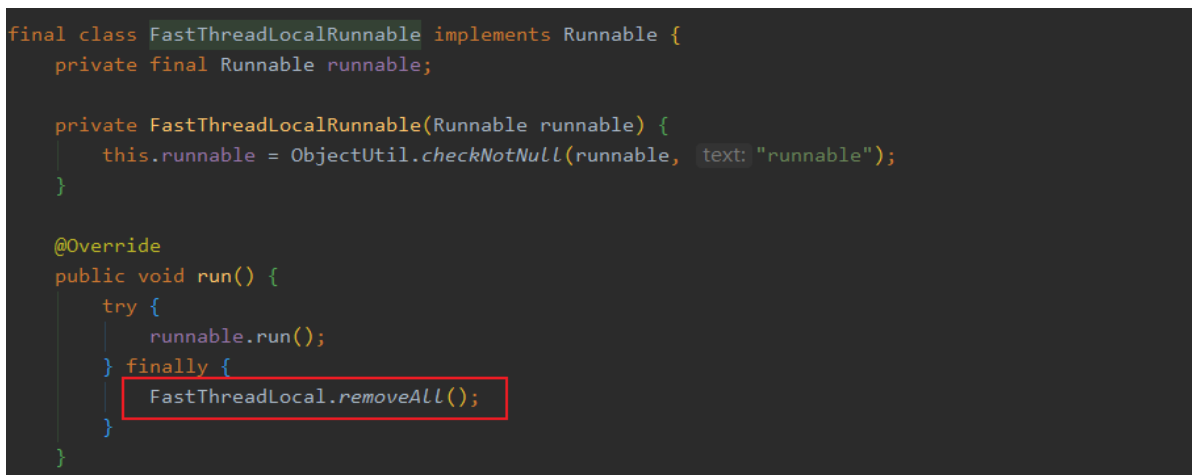 final class FastThreadLocalRunnable implements Runnable {
    private final Runnable runnable;
    private FastThreadLocalRunnable(Runnable runnable) {
        this.runnable = ObjectUtil.checkNotNull(runnable, text: "runnable");
    }
    @Override
    public void run() {
        try {
            runnable.run();
        } finally {
            FastThreadLocal.removeAll();
        }
    }